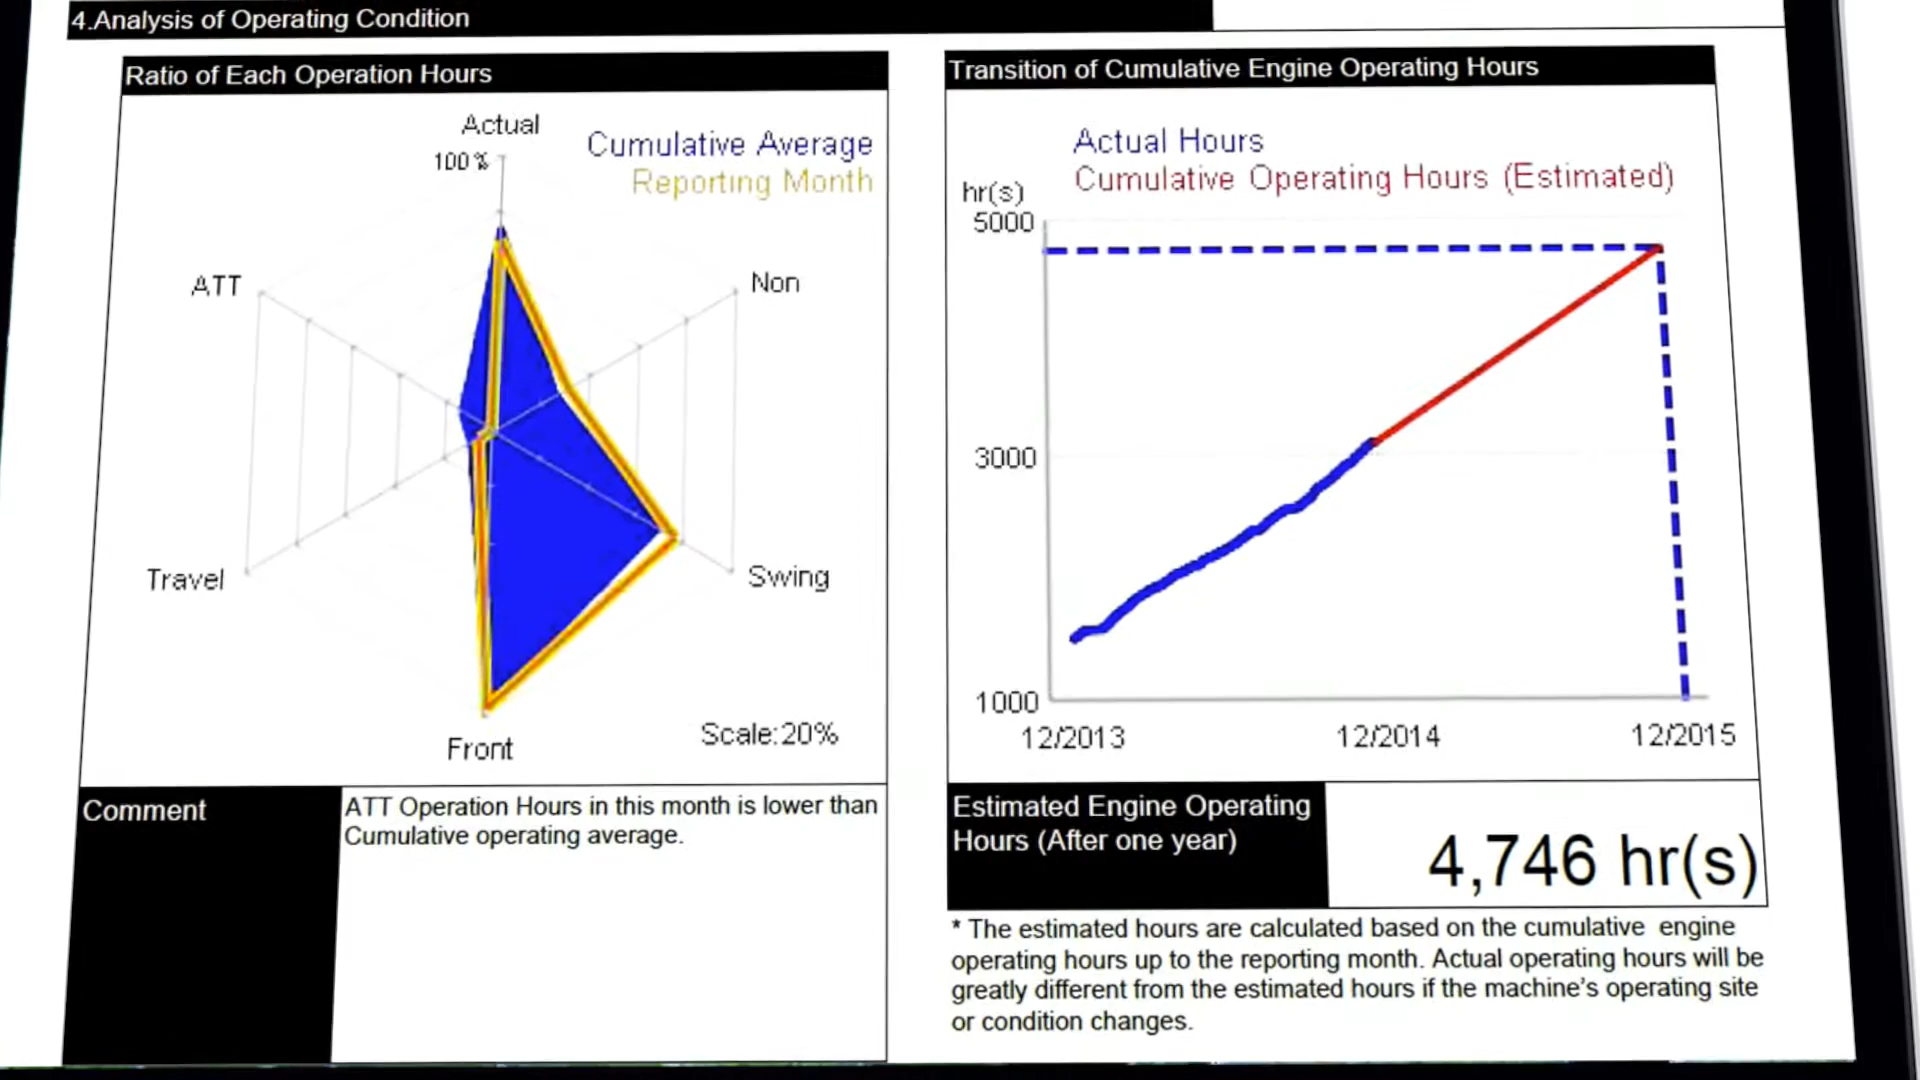 4.Analysis of Operating Condition
Ratio of Each Operation Hours
Actual
100%
Cumulative Average
Reporting Month
ATT
Non
Travel
Swing
Front
Scale:20%
Comment
ATT Operation Hours in this month is lower than
Cumulative operating average.
Transition of Cumulative Engine Operating Hours
Actual Hours
Cumulative Operating Hours (Estimated)
hr(s)
5000
3000
1000
12/2013
12/2014
12/2015
Estimated Engine Operating
Hours (After one year)
4,746 hr(s)
* The estimated hours are calculated based on the cumulative engine
operating hours up to the reporting month. Actual operating hours will be
greatly different from the estimated hours if the machine's operating site
or condition changes.